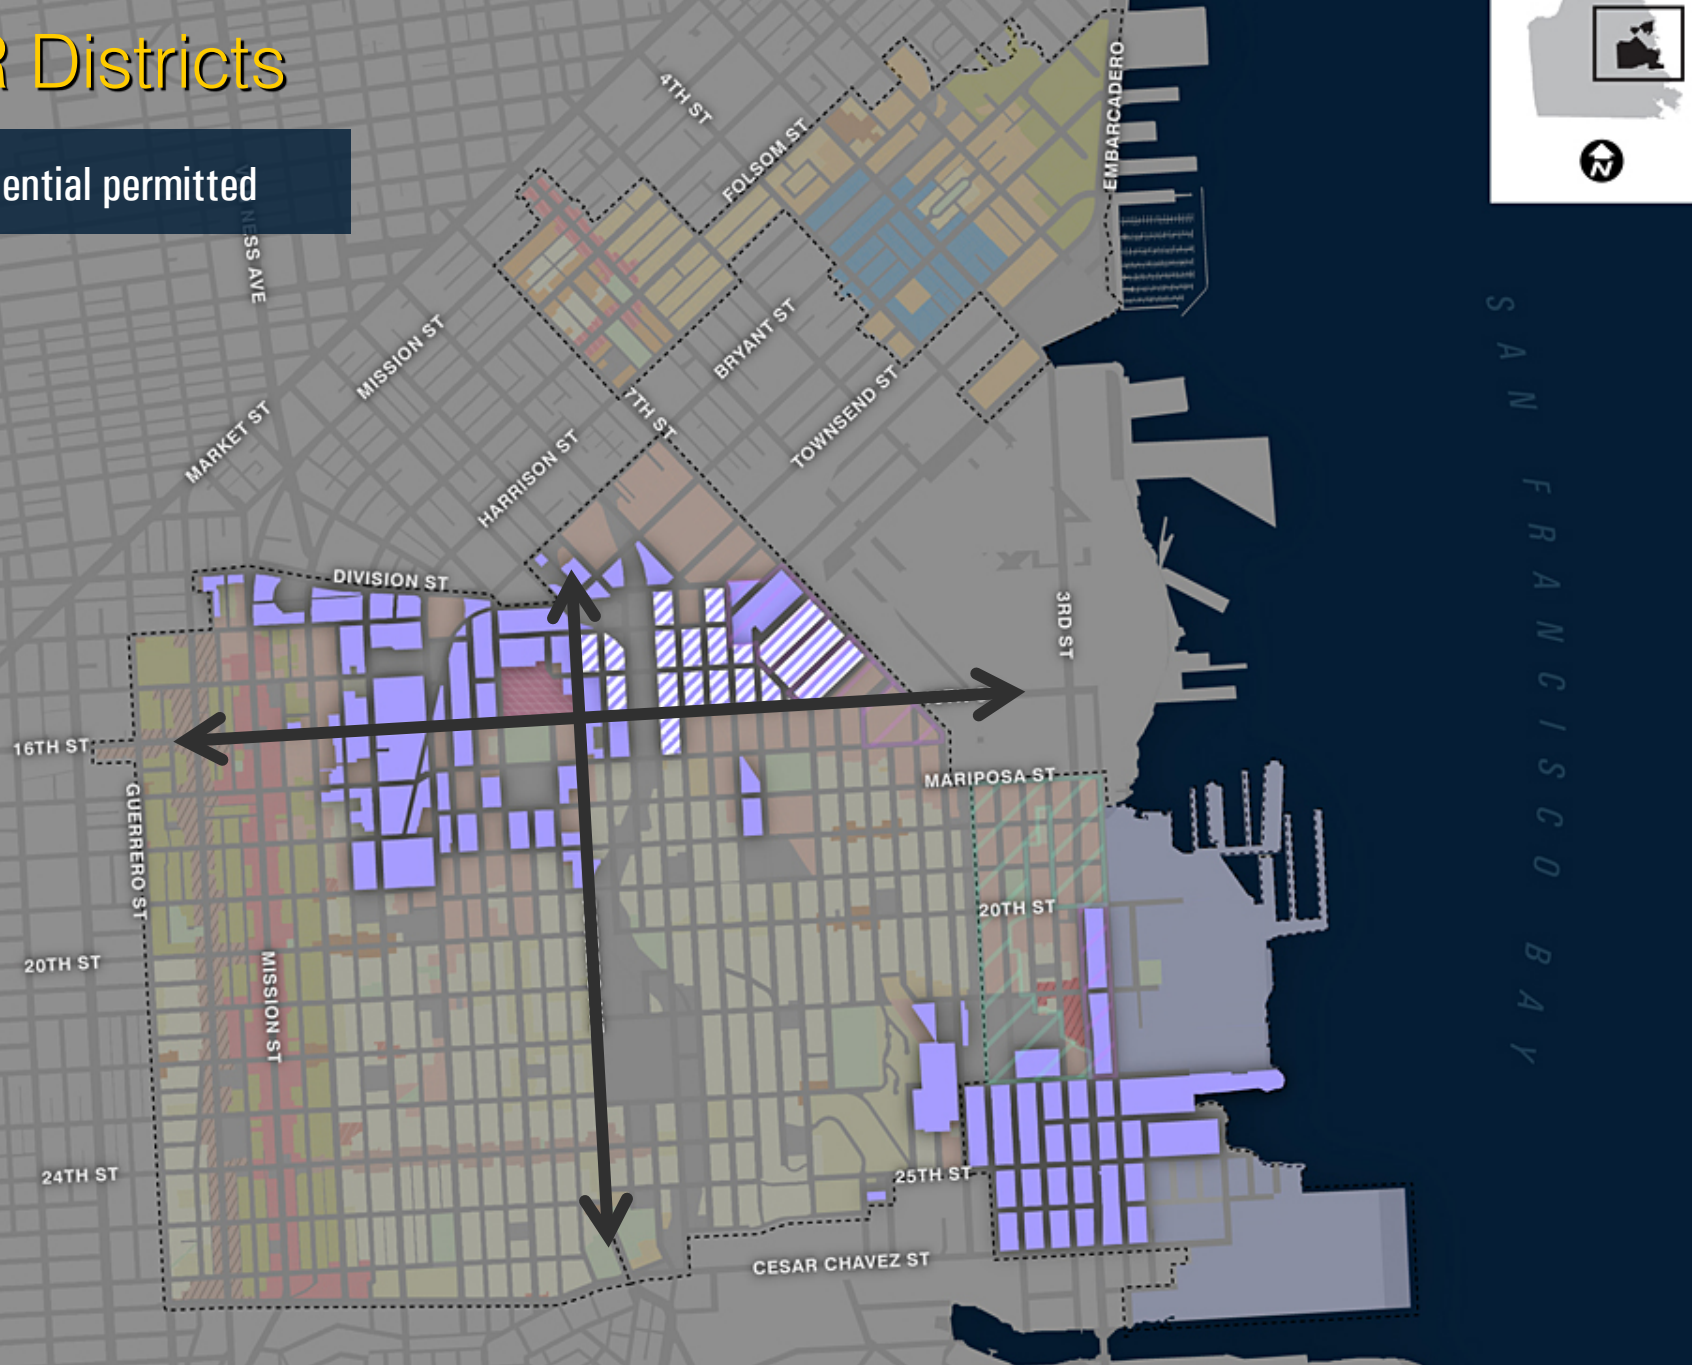 R Districts
ential permitted
4TH ST
FOLSOM ST
EMBARCADERO
NESS AVE
MISSION ST
BRYANT ST
MARKET ST
7TH ST
TOWNSEND ST
HARRISON ST
DIVISION ST
3RD ST
16TH ST
MARIPOSA ST
GUERRERO ST
20TH ST
20TH ST
MISSION ST
24TH ST
25TH ST
CESAR CHAVEZ ST
SAN FRANCISCO BAY
N